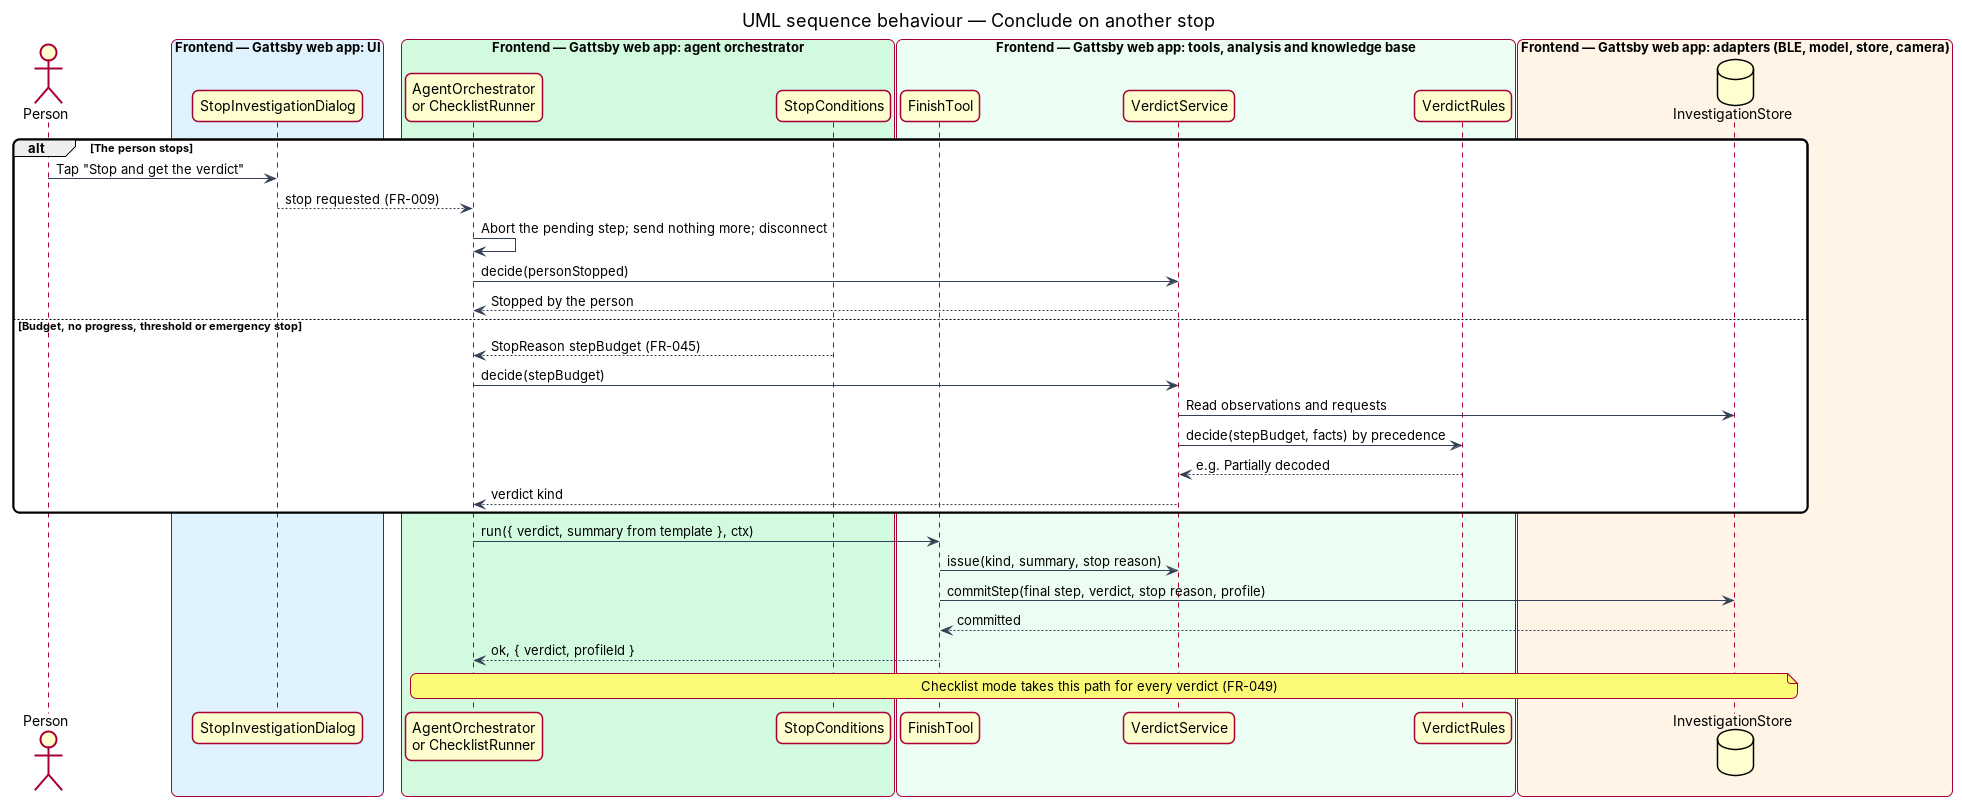 UML sequence behaviour — Conclude on another stop
Frontend — Gattsby web app: UI
Frontend — Gattsby web app: agent orchestrator
Frontend — Gattsby web app: tools, analysis and knowledge base
Frontend — Gattsby web app: adapters (BLE, model, store, camera)
Person
StopInvestigationDialog
AgentOrchestrator
or ChecklistRunner
StopConditions
FinishTool
VerdictService
VerdictRules
InvestigationStore
alt
[The person stops]
Tap "Stop and get the verdict"
stop requested (FR-009)
Abort the pending step; send nothing more; disconnect
decide(personStopped)
Stopped by the person
[Budget, no progress, threshold or emergency stop]
StopReason stepBudget (FR-045)
decide(stepBudget)
Read observations and requests
decide(stepBudget, facts) by precedence
e.g. Partially decoded
verdict kind
run({ verdict, summary from template }, ctx)
issue(kind, summary, stop reason)
commitStep(final step, verdict, stop reason, profile)
committed
ok, { verdict, profileId }
Checklist mode takes this path for every verdict (FR-049)
Person
StopInvestigationDialog
AgentOrchestrator
or ChecklistRunner
StopConditions
FinishTool
VerdictService
VerdictRules
InvestigationStore